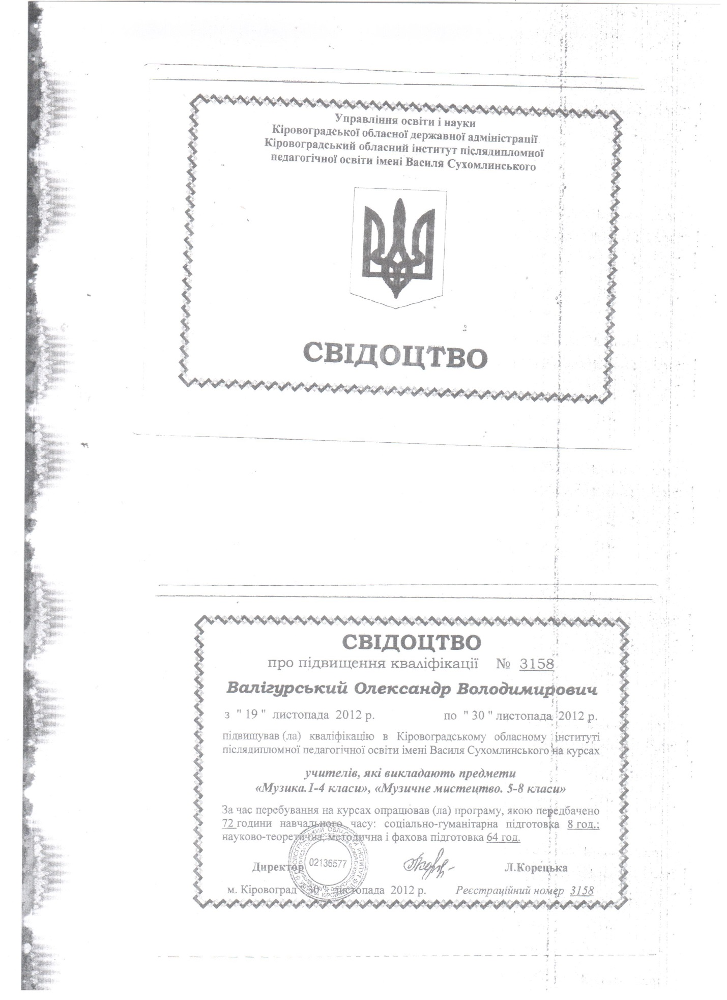 Управління освіти і науки
Кіровоградської обласної державної адміністрації
Кіровоградський обласний інститут післядипломної
педагогічної освіти імені Василя Сухомлинського
СВІДОЦТВО
СВІДОЦТВО
про підвищення кваліфікації № 3158
Валігурський Олександр Володимирович
з " 19 " листопада 2012 р. по " 30 " листопада 2012 р.
підвищував (ла) кваліфікацію в Кіровоградському обласному інституті
післядипломної педагогічної освіти імені Василя Сухомлинського на курсах
учителів, які викладають предмети
«Музика.1-4 класи», «Музичне мистецтво. 5-8 класи»
За час перебування на курсах опрацював (ла) програму, якою передбачено
72 години навчального часу: соціально-гуманітарна підготовка 8 год.;
науково-теоретична, методична і фахова підготовка 64 год.
Директор 02136577 Л.Корецька
м. Кіровоград " 30 " листопада 2012 р. Реєстраційний номер 3158